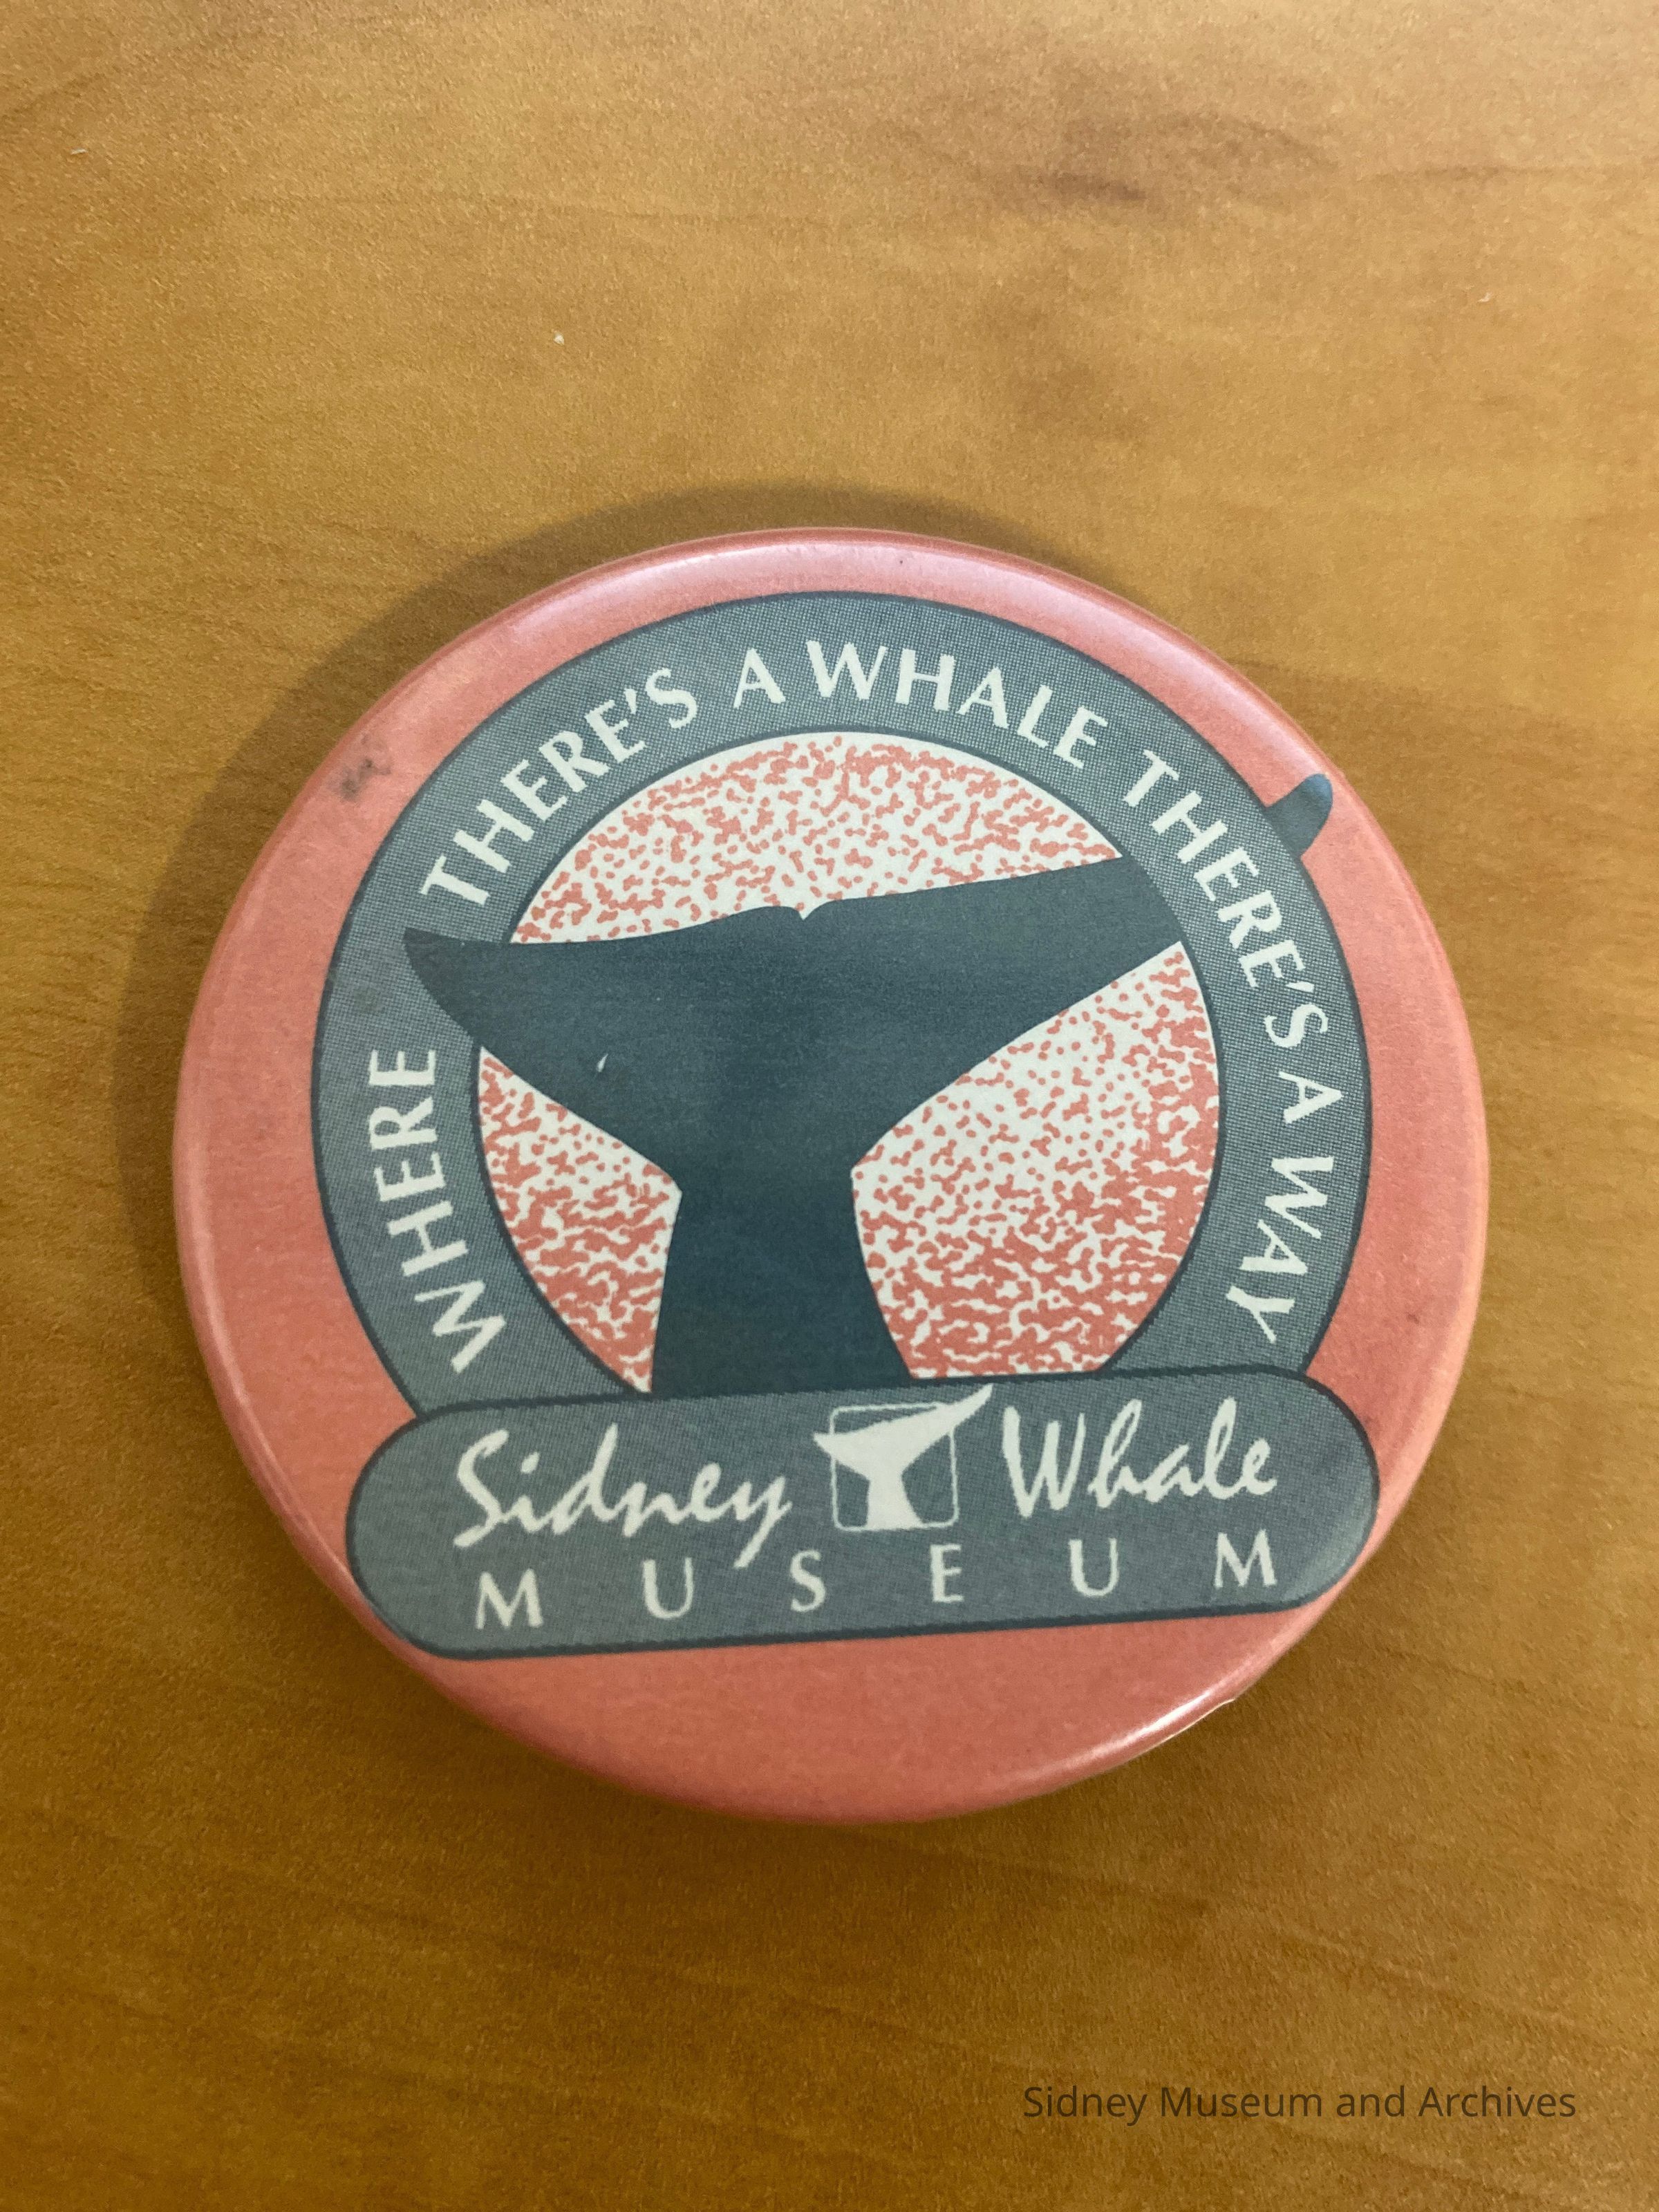 WHERE THERE'S A WHALE THERE'S A WAY
Sidney Whale
MUSEUM
Sidney Museum and Archives